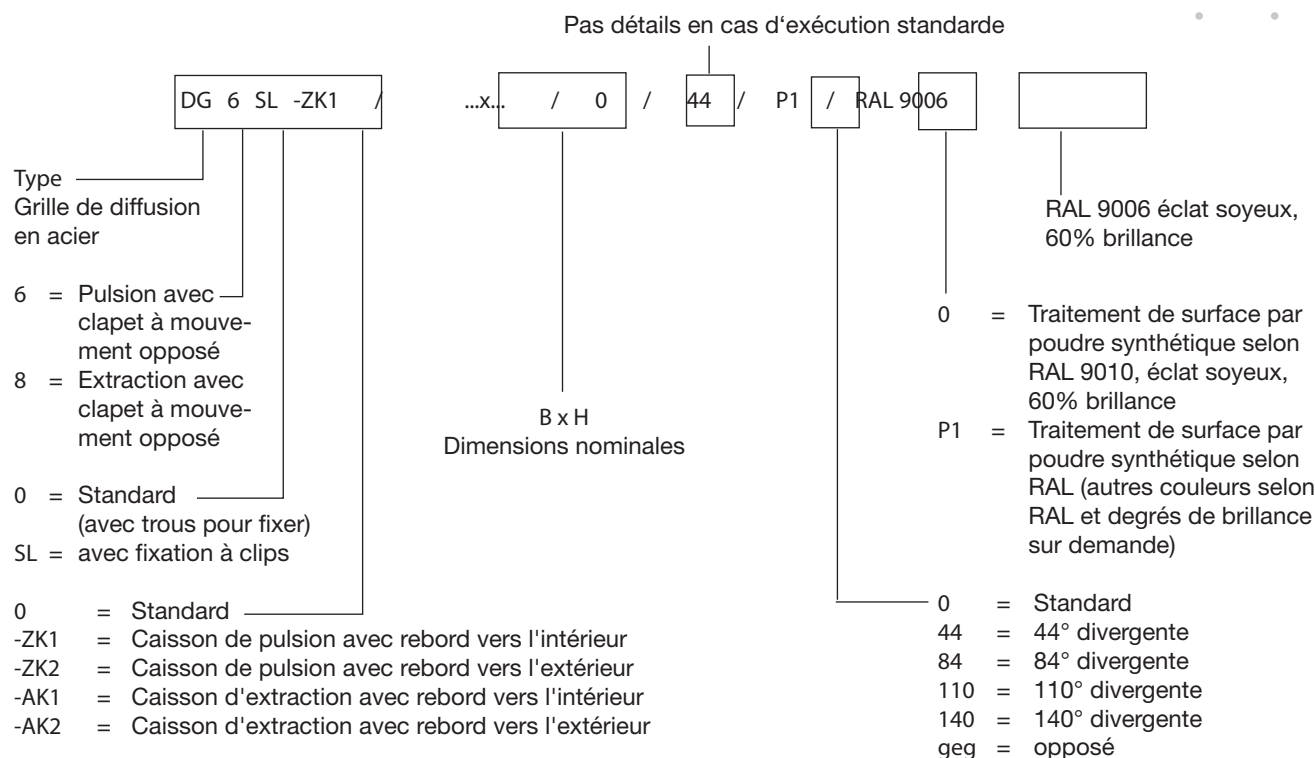 Pas détails en cas d‘exécution standarde
DG 6 SL -ZK1 / ...x... / 0 / 44 / P1 / RAL 9006
Type
Grille de diffusion
en acier
6 = Pulsion avec
clapet à mouve-
ment opposé
8 = Extraction avec
clapet à mouve-
ment opposé
0 = Standard
(avec trous pour fixer)
SL = avec fixation à clips
0 = Standard
-ZK1 = Caisson de pulsion avec rebord vers l'intérieur
-ZK2 = Caisson de pulsion avec rebord vers l'extérieur
-AK1 = Caisson d'extraction avec rebord vers l'intérieur
-AK2 = Caisson d'extraction avec rebord vers l'extérieur
B x H
Dimensions nominales
RAL 9006 éclat soyeux,
60% brillance
0 = Traitement de surface par
poudre synthétique selon
RAL 9010, éclat soyeux,
60% brillance
P1 = Traitement de surface par
poudre synthétique selon
RAL (autres couleurs selon
RAL et degrés de brillance
sur demande)
0 = Standard
44 = 44° divergente
84 = 84° divergente
110 = 110° divergente
140 = 140° divergente
geg = opposé